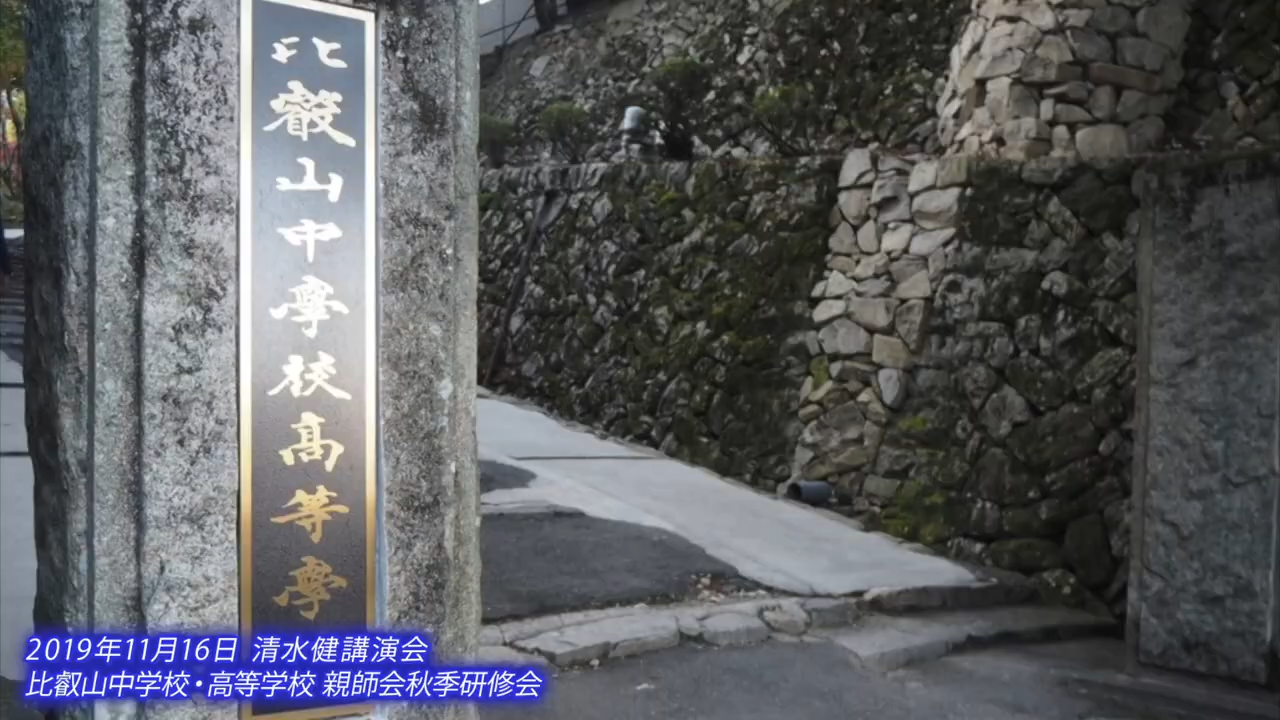 比叡山中学校高等学
2019年11月16日 清水健講演会
比叡山中学校・高等学校 親師会秋季研修会